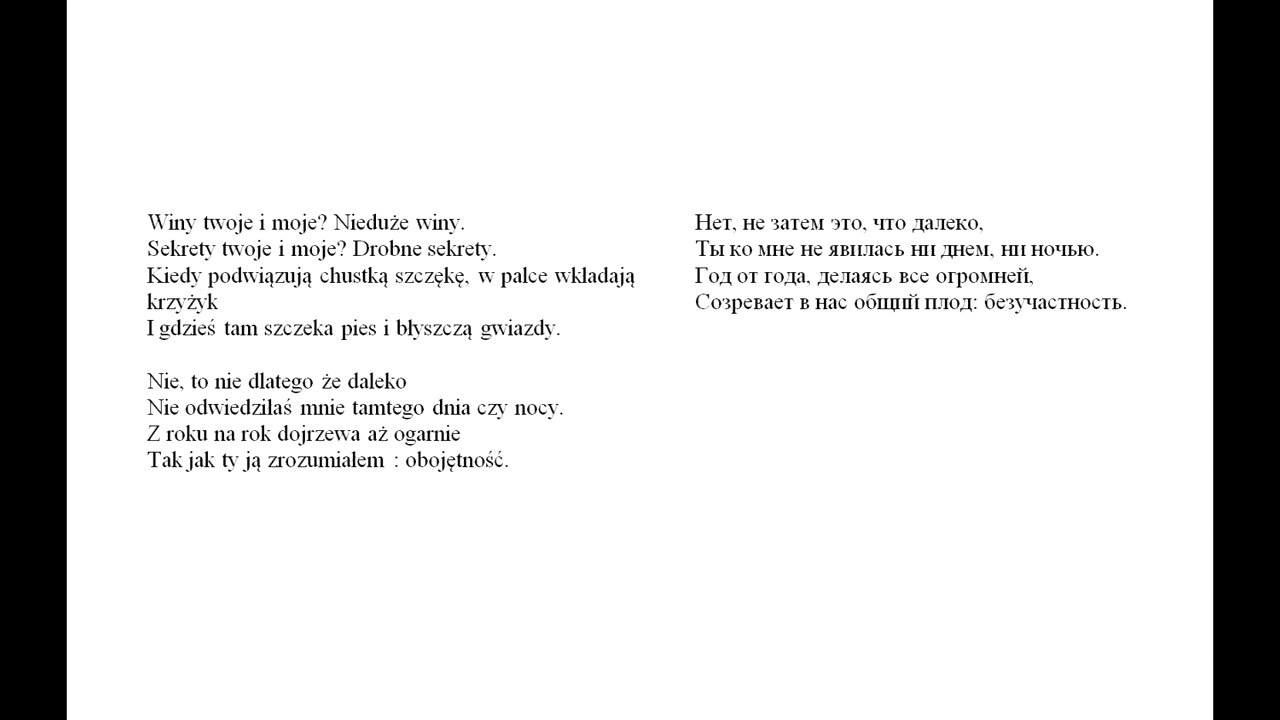 Winy twoje i moje? Nieduże winy.
Sekrety twoje i moje? Drobne sekrety.
Kiedy podwiązują chustką szczękę, w palce wkładają
krzyżyk
I gdzieś tam szczeka pies i błyszczą gwiazdy.
Nie, to nie dlatego że daleko
Nie odwiedziłaś mnie tamtego dnia czy nocy.
Z roku na rok dojrzewa aż ogarnie
Tak jak ty ją zrozumiałem : obojętność.
Нет, не затем это, что далеко,
Ты ко мне не явилась ни днем, ни ночью.
Год от года, делаясь все огромней,
Созревает в нас общий плод: безучастность.